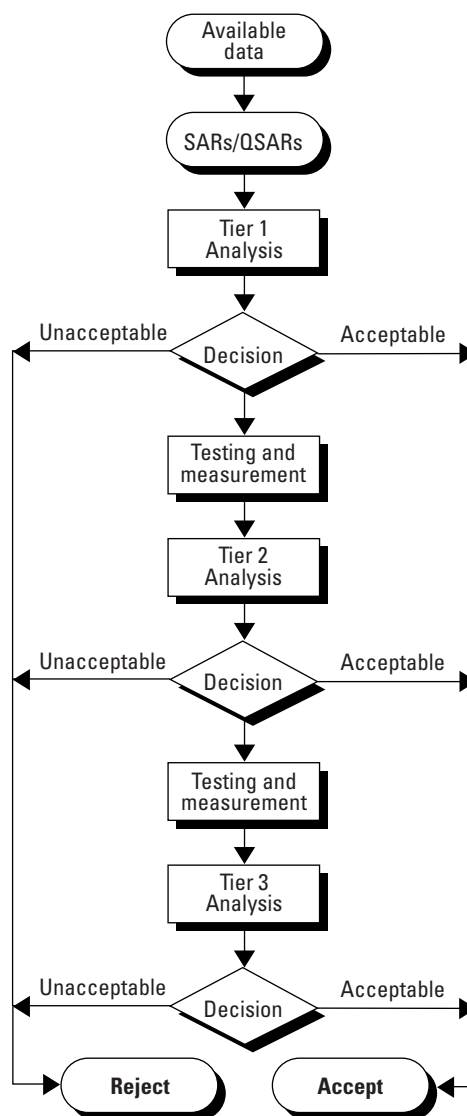 Available
data
SARs/QSARs
Tier 1
Analysis
Unacceptable
Decision
Acceptable
Testing and
measurement
Tier 2
Analysis
Unacceptable
Decision
Acceptable
Testing and
measurement
Tier 3
Analysis
Unacceptable
Decision
Acceptable
Reject
Accept